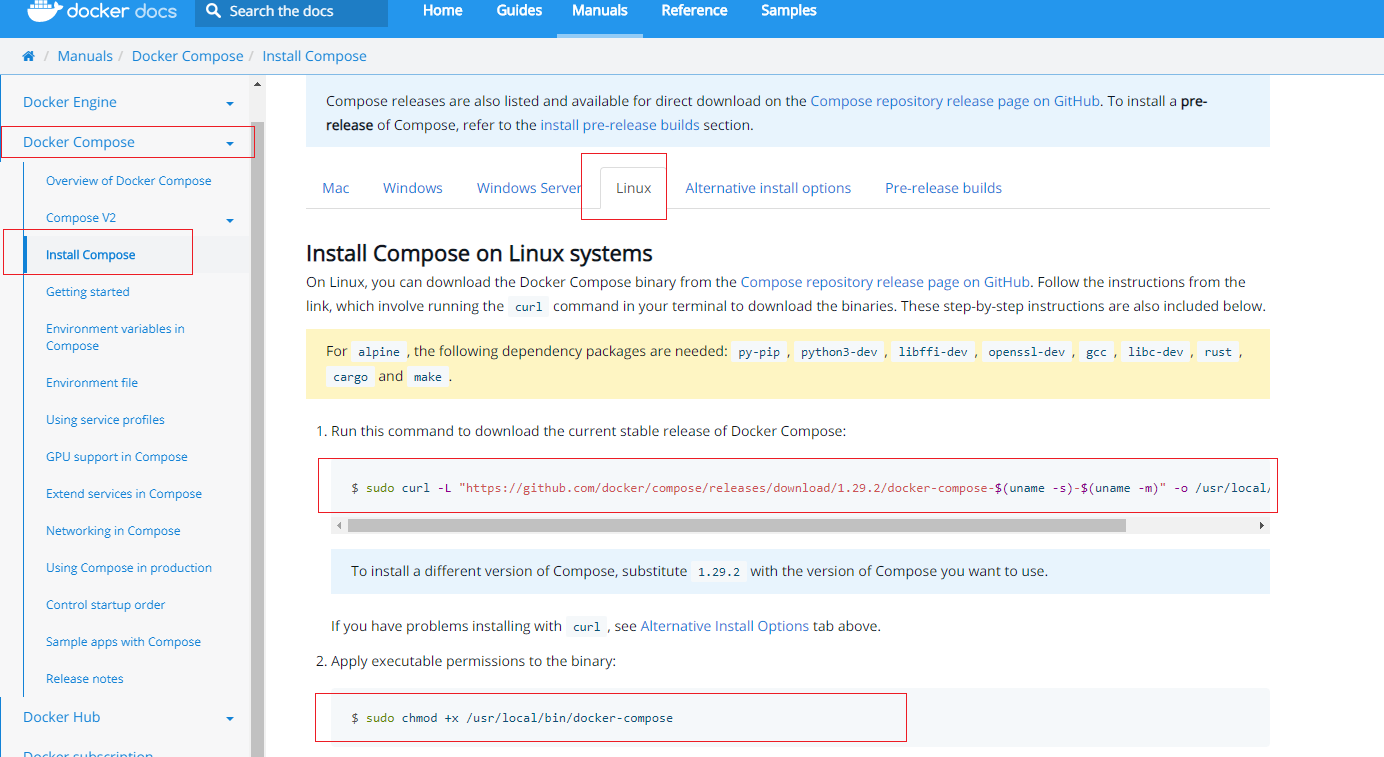 docker docs
Search the docs
Home
Guides
Manuals
Reference
Samples
/ Manuals / Docker Compose / Install Compose
Docker Engine
Docker Compose
Overview of Docker Compose
Compose V2
Install Compose
Getting started
Environment variables in
Compose
Environment file
Using service profiles
GPU support in Compose
Extend services in Compose
Networking in Compose
Using Compose in production
Control startup order
Sample apps with Compose
Release notes
Docker Hub
Docker subscription
Compose releases are also listed and available for direct download on the Compose repository release page on GitHub. To install a pre-
release of Compose, refer to the install pre-release builds section.
Mac
Windows
Windows Server
Linux
Alternative install options
Pre-release builds
Install Compose on Linux systems
On Linux, you can download the Docker Compose binary from the Compose repository release page on GitHub. Follow the instructions from the
link, which involve running the curl command in your terminal to download the binaries. These step-by-step instructions are also included below.
For alpine , the following dependency packages are needed: py-pip , python3-dev , libffi-dev , openssl-dev , gcc , libc-dev , rust ,
cargo and make .
1. Run this command to download the current stable release of Docker Compose:
$ sudo curl -L "https://github.com/docker/compose/releases/download/1.29.2/docker-compose-$(uname -s)-$(uname -m)" -o /usr/local/
To install a different version of Compose, substitute 1.29.2 with the version of Compose you want to use.
If you have problems installing with curl , see Alternative Install Options tab above.
2. Apply executable permissions to the binary:
$ sudo chmod +x /usr/local/bin/docker-compose